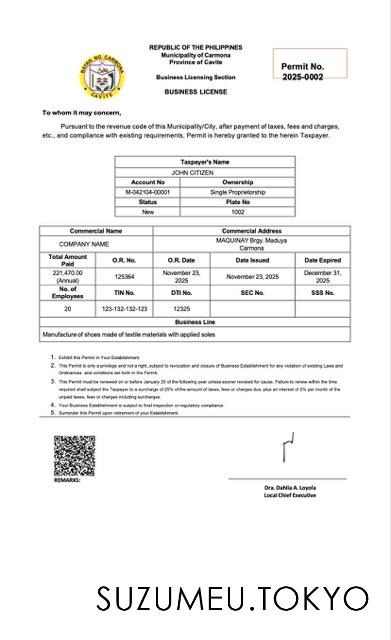 REPUBLIC OF THE PHILIPPINES
Municipality of Carmona
Province of Cavite
Business Licensing Section
BUSINESS LICENSE
BAYAN NG CARMONA
CAVITE
Permit No.
2025-0002
To whom it may concern,
Pursuant to the revenue code of this Municipality/City, after payment of taxes, fees and charges,
etc., and compliance with existing requirements, Permit is hereby granted to the herein Taxpayer.
Taxpayer's Name
JOHN CITIZEN
Account No Ownership
M-042104-00001 Single Proprietorship
Status Plate No
New 1002
Commercial Name Commercial Address
COMPANY NAME MAQUINAY Brgy. Maduya
Carmona
Total Amount
Paid O.R. No. O.R. Date Date Issued Date Expired
221,470.00
(Annual) 125364 November 23,
2025 November 23, 2025 December 31,
2025
No. of
Employees TIN No. DTI No. SEC No. SSS No.
20 123-132-132-123 12325
Business Line
Manufacture of shoes made of textile materials with applied soles
1. Exhibit this Permit in Your Establishment.
2. This Permit is only a privilege and not a right, subject to revocation and closure of Business Establishment for any violation of existing Laws and
Ordinances and conditions set forth in the Permit.
3. This Permit must be renewed on or before January 20 of the following year unless sooner revoked for cause. Failure to renew within the time
required shall subject the Taxpayer to a surcharge of 25% of the amount of taxes, fees or charges due, plus an interest of 2% per month of the
unpaid taxes, fees or charges including surcharges.
4. Your Business Establishment is subject to final inspection or-regulatory compliance.
5. Surrender this Permit upon retirement of your Establishment.
REMARKS:
Dra. Dahlia A. Loyola
Local Chief Executive
SUZUMEU.TOKYO